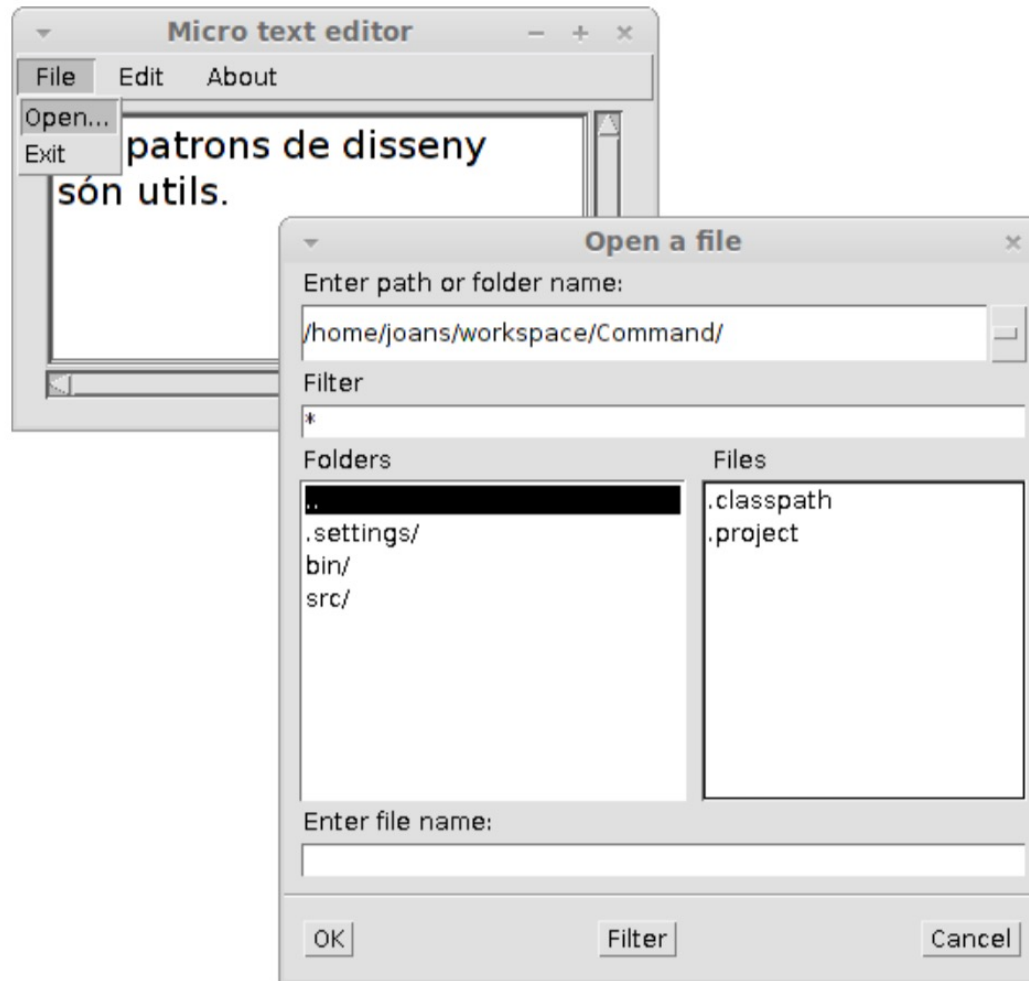 Micro text editor
File Edit About
Open...
Exit
patrons de disseny
són utils.
Open a file
Enter path or folder name:
/home/joans/workspace/Command/
Filter
*
Folders Files
.. .classpath
.settings/ .project
bin/
src/
Enter file name:
OK Filter Cancel